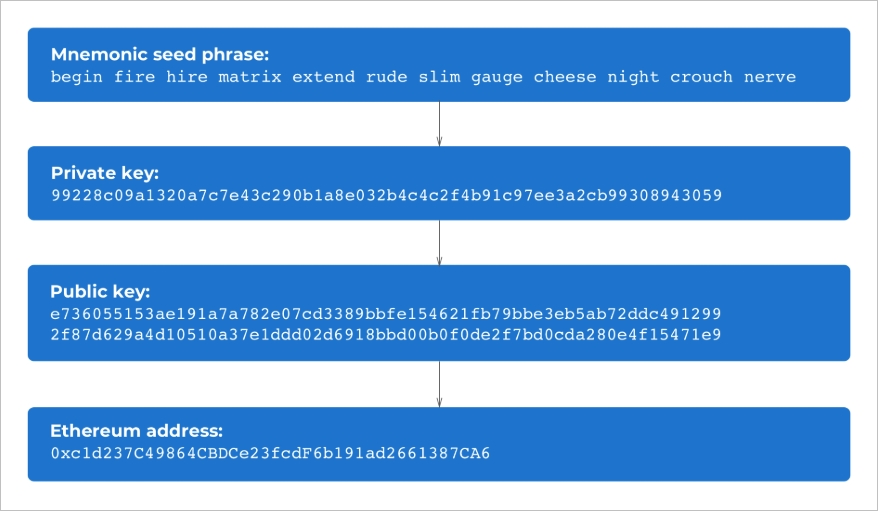 Mnemonic seed phrase:
begin fire hire matrix extend rude slim gauge cheese night crouch nerve
Private key:
99228c09a1320a7c7e43c290b1a8e032b4c4c2f4b91c97ee3a2cb99308943059
Public key:
e736055153ae191a7a782e07cd3389bbfe154621fb79bbe3eb5ab72ddc491299
2f87d629a4d10510a37e1ddd02d6918bbd00b0f0de2f7bd0cda280e4f15471e9
Ethereum address:
0xc1d237C49864CBDCe23fcdF6b191ad2661387CA6